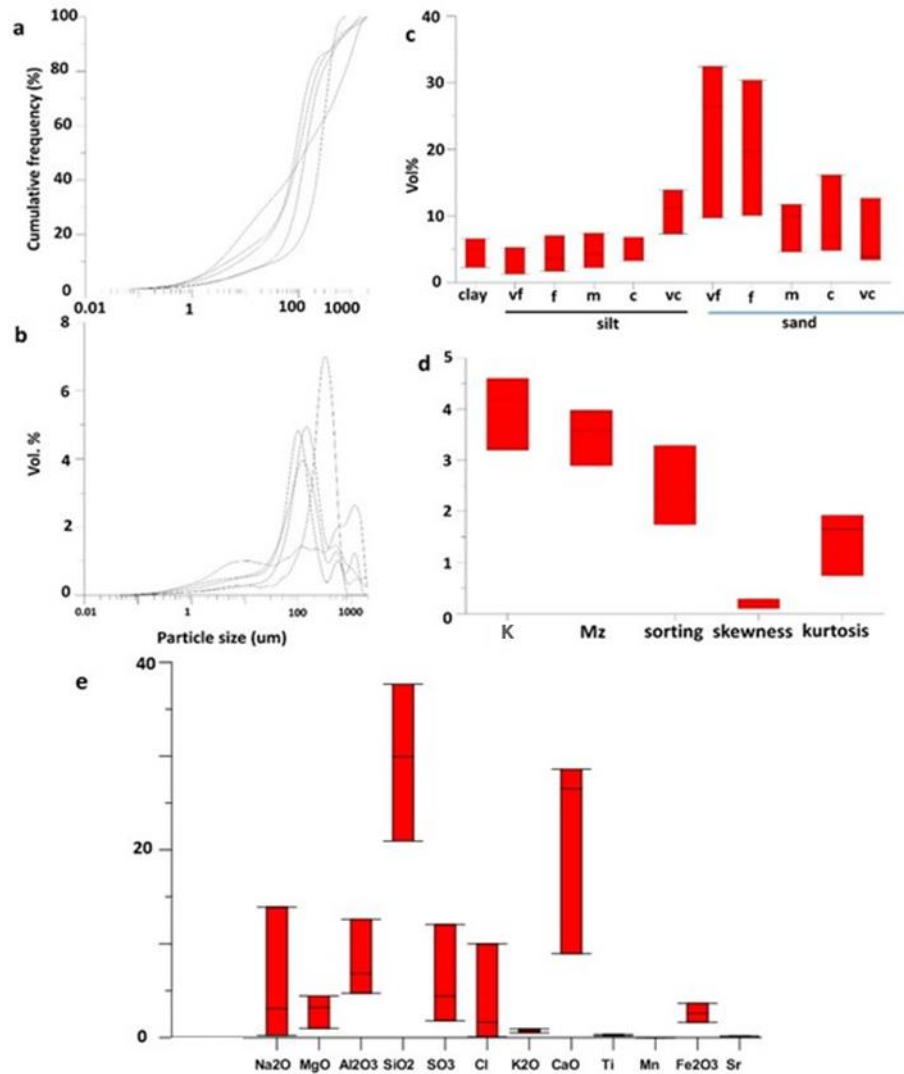 a
Cumulative frequency (%)
100
80
60
40
20
0
0.01 1 100 1000
b
Vol. %
8
6
4
2
0
0.01 1 100 1000
Particle size (um)
c
Vol%
40
30
20
10
0
clay vf f m c vc vf f m c vc
silt sand
d
5
4
3
2
1
0
K Mz sorting skewness kurtosis
e
40
20
0
Na2O MgO Al2O3 SiO2 SO3 Cl K2O CaO Ti Mn Fe2O3 Sr